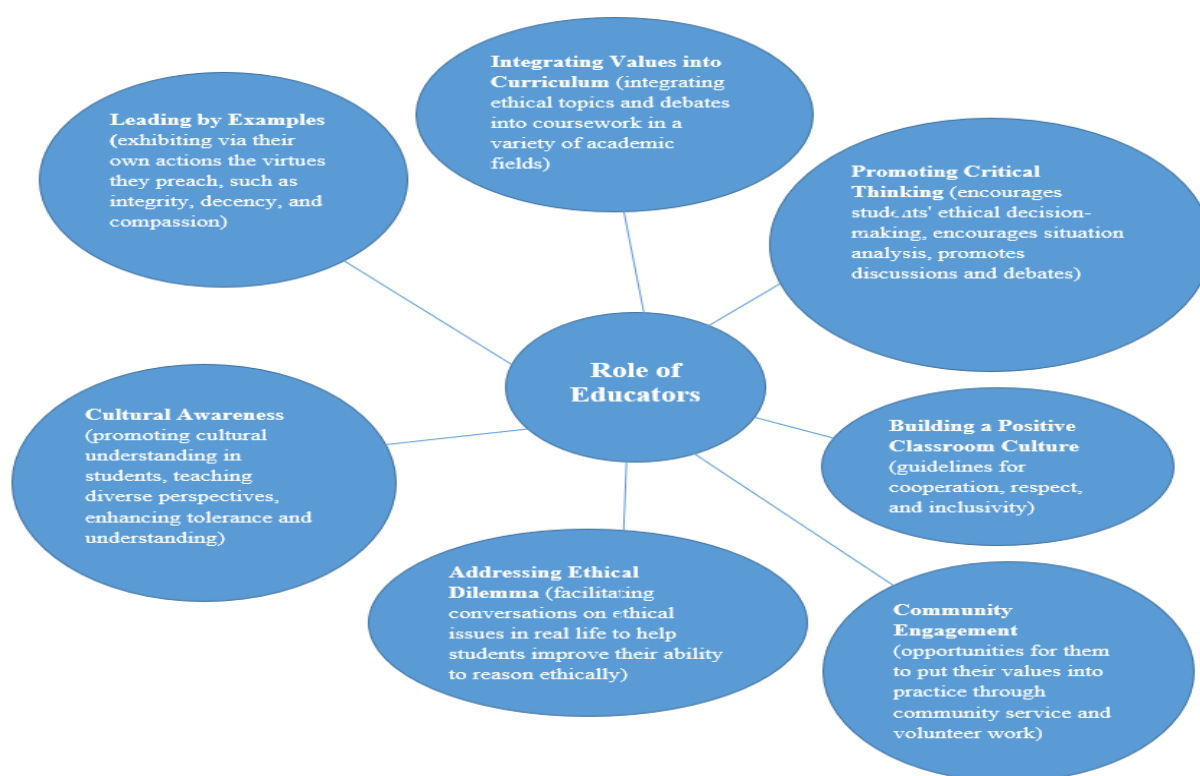 Integrating Values into
Curriculum (integrating
ethical topics and debates
into coursework in a
variety of academic
fields)
Leading by Examples
(exhibiting via their
own actions the virtues
they preach, such as
integrity, decency, and
compassion)
Promoting Critical
Thinking (encourages
students' ethical decision-
making, encourages situation
analysis, promotes
discussions and debates)
Role of
Educators
Cultural Awareness
(promoting cultural
understanding in
students, teaching
diverse perspectives,
enhancing tolerance and
understanding)
Building a Positive
Classroom Culture
(guidelines for
cooperation, respect,
and inclusivity)
Addressing Ethical
Dilemma (facilitating
conversations on ethical
issues in real life to help
students improve their ability
to reason ethically)
Community
Engagement
(opportunities for them
to put their values into
practice through
community service and
volunteer work)